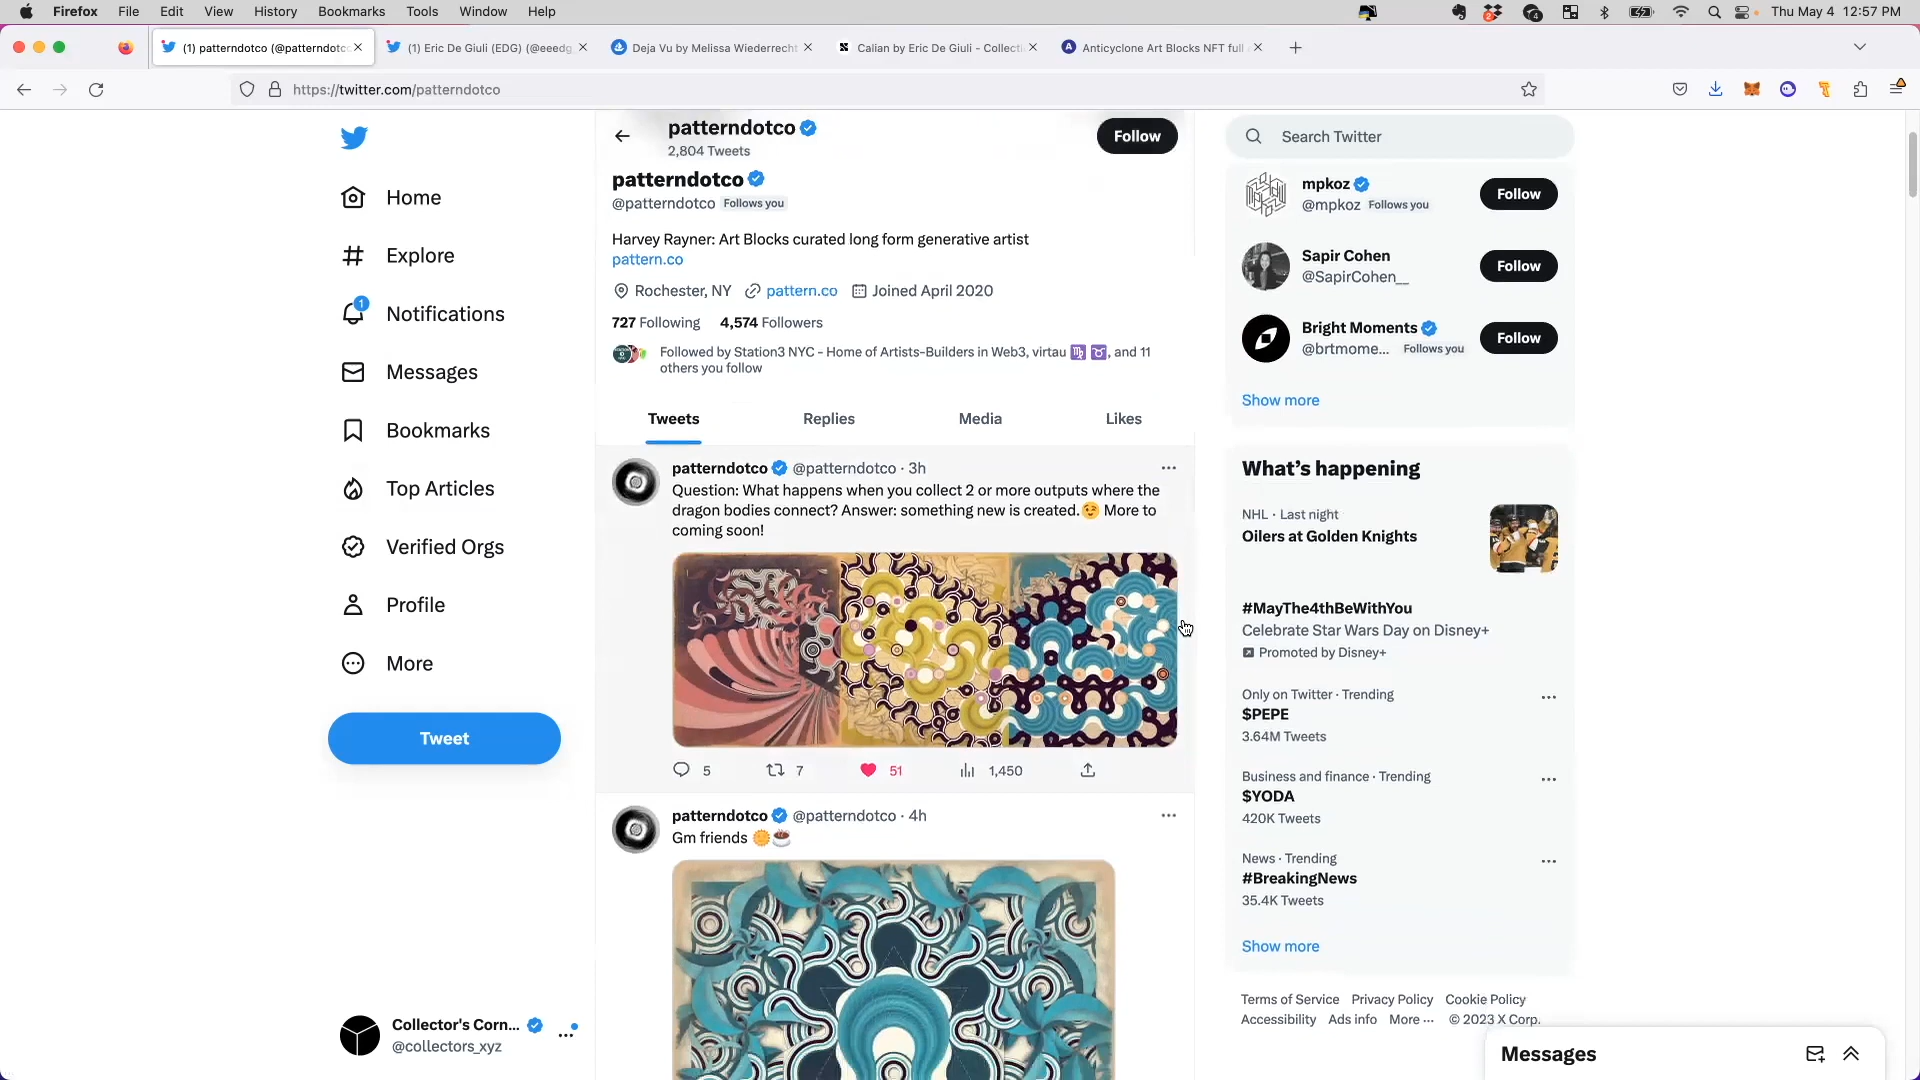 Firefox File Edit View History Bookmarks Tools Window Help Thu May 4 12:57 PM
(1) patterndotco (@patterndotc
(1) Eric De Giuli (EDG) (@eeedg
Deja Vu by Melissa Wiederrecht
Calian by Eric De Giuli - Collecti
Anticyclone Art Blocks NFT full
https://twitter.com/patterndotco
Home
Explore
1
Notifications
Messages
Bookmarks
Top Articles
Verified Orgs
Profile
More
Tweet
Collector's Corn...
@collectors_xyz
patterndotco
2,804 Tweets
Follow
patterndotco
@patterndotco Follows you
Harvey Rayner: Art Blocks curated long form generative artist
pattern.co
Rochester, NY pattern.co Joined April 2020
727 Following 4,574 Followers
Followed by Station3 NYC - Home of Artists-Builders in Web3, virtau ♍ ♉, and 11
others you follow
Tweets Replies Media Likes
patterndotco @patterndotco · 3h
Question: What happens when you collect 2 or more outputs where the
dragon bodies connect? Answer: something new is created.😉 More to
coming soon!
5 7 51 1,450
patterndotco @patterndotco · 4h
Gm friends 🌞☕
Search Twitter
mpkoz
@mpkoz Follows you
Follow
Sapir Cohen
@SapirCohen__
Follow
Bright Moments
@brtmome... Follows you
Follow
Show more
What's happening
NHL · Last night
Oilers at Golden Knights
#MayThe4thBeWithYou
Celebrate Star Wars Day on Disney+
Promoted by Disney+
Only on Twitter · Trending
$PEPE
3.64M Tweets
Business and finance · Trending
$YODA
420K Tweets
News · Trending
#BreakingNews
35.4K Tweets
Show more
Terms of Service Privacy Policy Cookie Policy
Accessibility Ads info More ··· © 2023 X Corp.
Messages